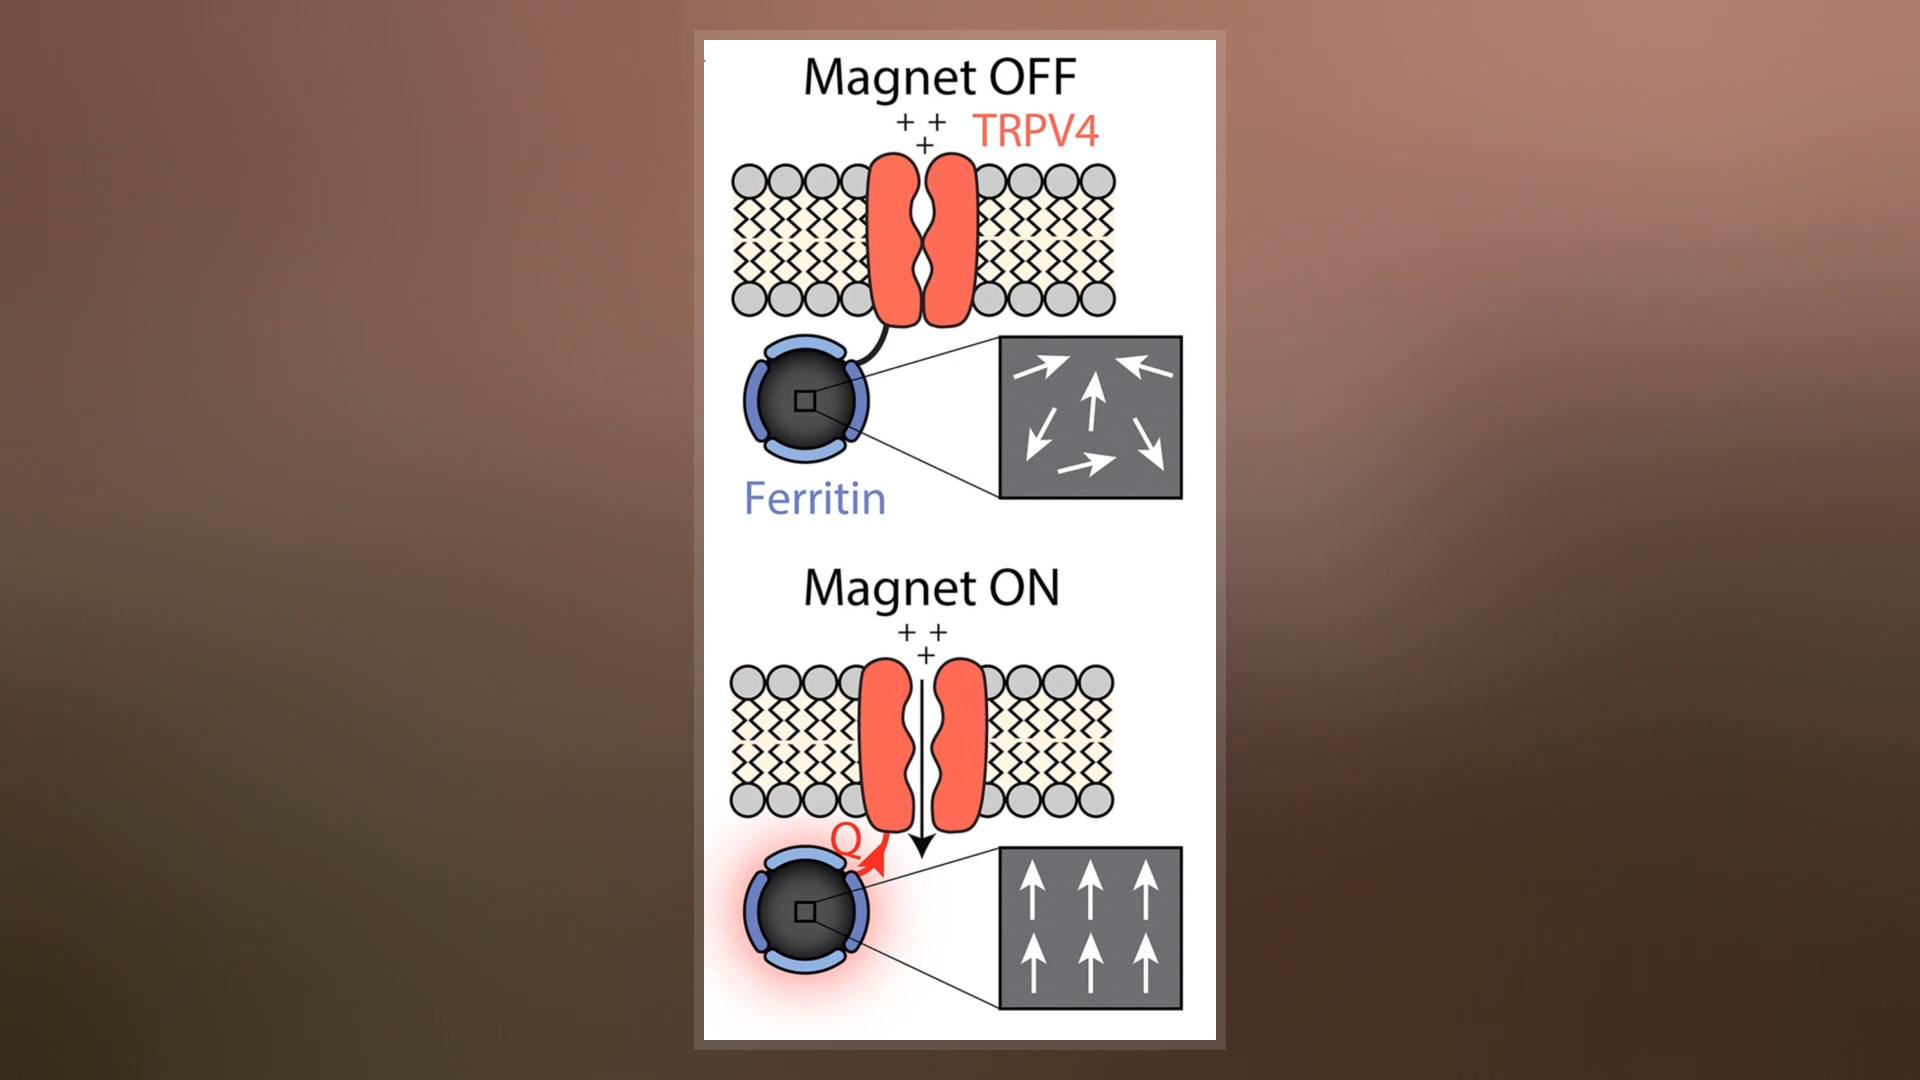 Magnet OFF
+ +
+
TRPV4
Ferritin
Magnet ON
+ +
+
Q